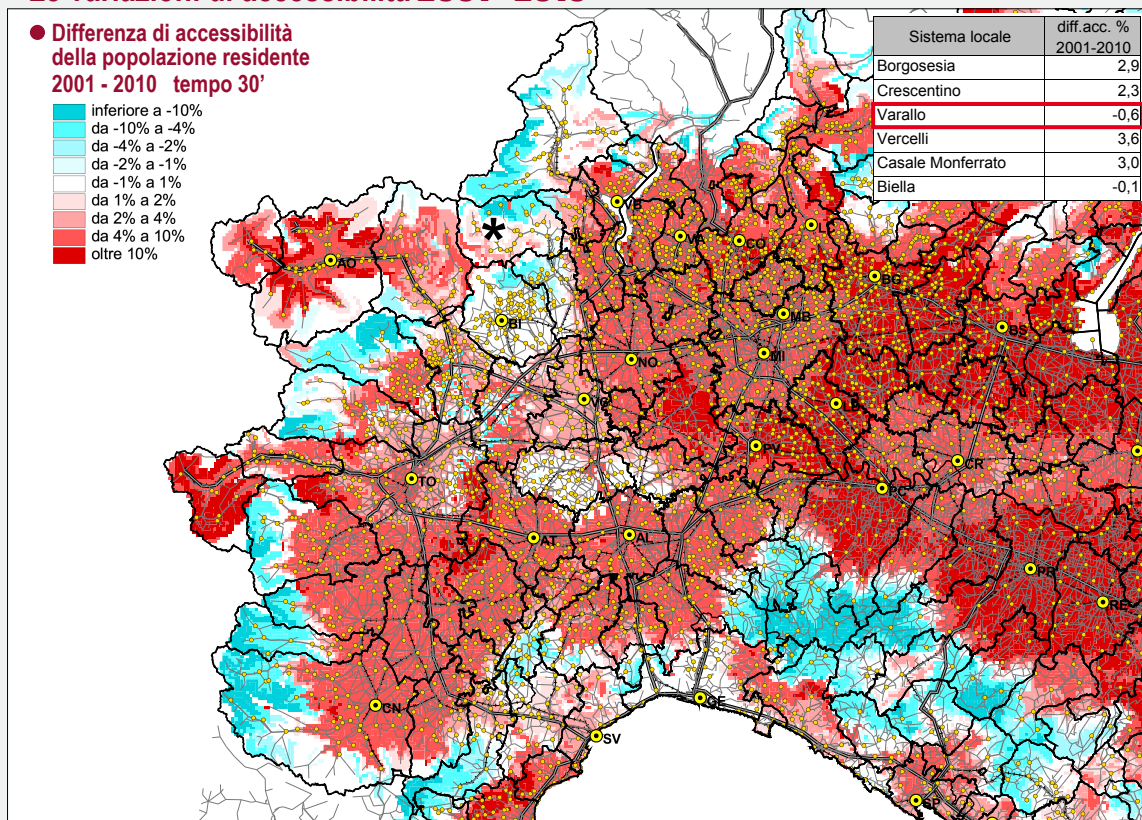 Differenza di accessibilità
della popolazione residente
2001 - 2010 tempo 30'
inferiore a -10%
da -10% a -4%
da -4% a -2%
da -2% a -1%
da -1% a 1%
da 1% a 2%
da 2% a 4%
da 4% a 10%
oltre 10%
Sistema locale diff.acc. % 2001-2010
Borgosesia 2,9
Crescentino 2,3
Varallo -0,6
Vercelli 3,6
Casale Monferrato 3,0
Biella -0,1
*
VB
VA
CO
AO
BG
BI
MB
BS
MI
NO
VC
PV
CR
TO
AT
AL
PR
RE
CN
GE
SV
SP